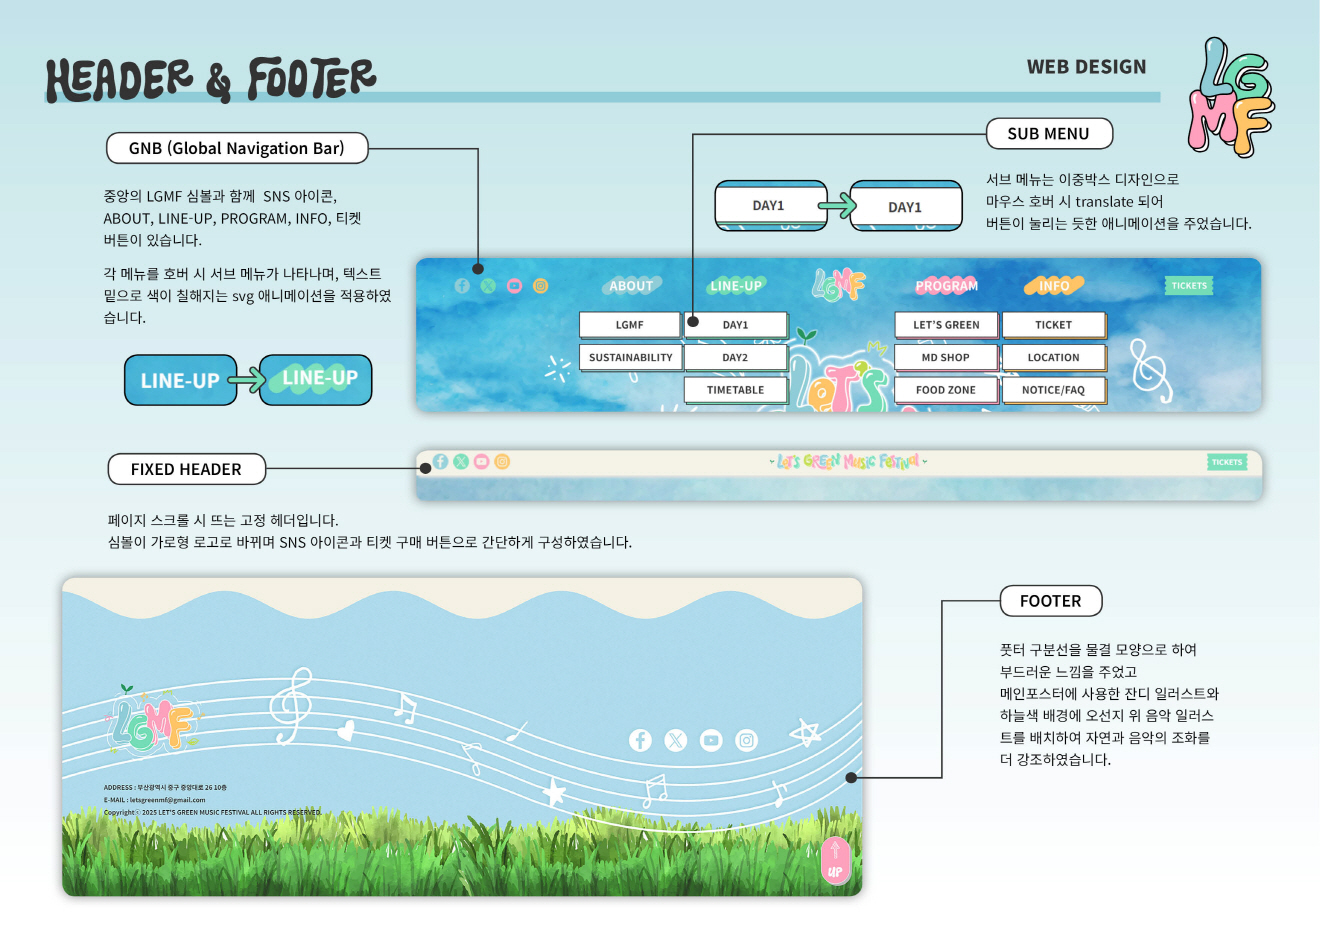 HEADER & FOOTER
WEB DESIGN
LGMF
GNB (Global Navigation Bar)
중앙의 LGMF 심볼과 함께 SNS 아이콘,
ABOUT, LINE-UP, PROGRAM, INFO, 티켓
버튼이 있습니다.
각 메뉴를 호버 시 서브 메뉴가 나타나며, 텍스트
밑으로 색이 칠해지는 svg 애니메이션을 적용하였
습니다.
LINE-UP
LINE-UP
SUB MENU
서브 메뉴는 이중박스 디자인으로
마우스 호버 시 translate 되어
버튼이 눌리는 듯한 애니메이션을 주었습니다.
DAY1
DAY1
ABOUT LINE-UP LGMF PROGRAM INFO TICKETS
LGMF DAY1 LET'S GREEN TICKET
SUSTAINABILITY DAY2 MD SHOP LOCATION
TIMETABLE FOOD ZONE NOTICE/FAQ
MY
LeT'S
FIXED HEADER
LeT'S GREEN MUSiC FeSTiVal
TICKETS
페이지 스크롤 시 뜨는 고정 헤더입니다.
심볼이 가로형 로고로 바뀌며 SNS 아이콘과 티켓 구매 버튼으로 간단하게 구성하였습니다.
FOOTER
풋터 구분선을 물결 모양으로 하여
부드러운 느낌을 주었고
메인포스터에 사용한 잔디 일러스트와
하늘색 배경에 오선지 위 음악 일러스
트를 배치하여 자연과 음악의 조화를
더 강조하였습니다.
LGMF
ADDRESS : 부산광역시 중구 중앙대로 26 10층
E-MAIL : letsgreenmf@gmail.com
Copyright © 2025 LET'S GREEN MUSIC FESTIVAL ALL RIGHTS RESERVED.
UP